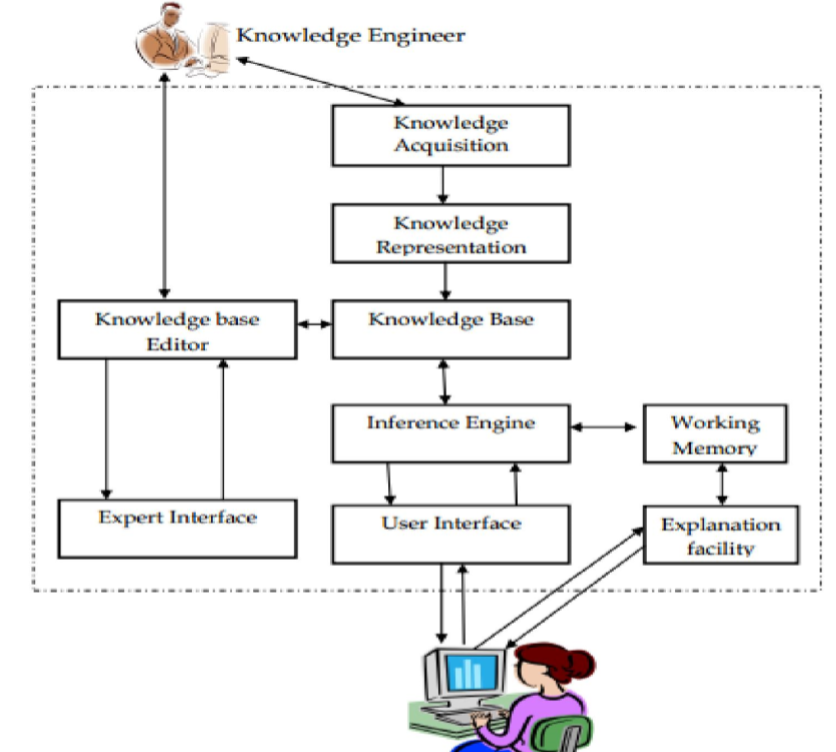 Knowledge Engineer
Knowledge
Acquisition
Knowledge
Representation
Knowledge base
Editor
Knowledge Base
Inference Engine
Working
Memory
Expert Interface
User Interface
Explanation
facility